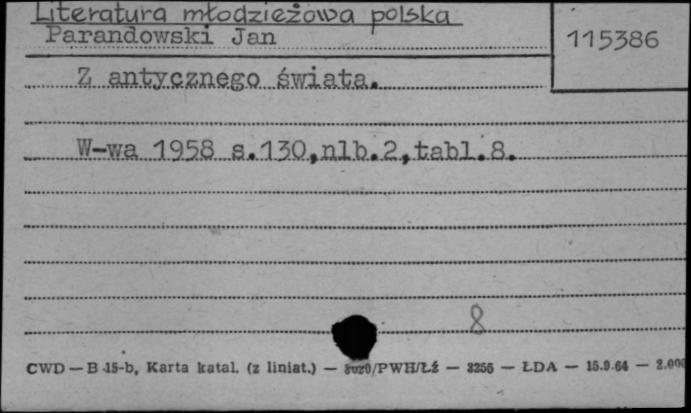 Literatura młodzieżowa polska
Parandowski Jan
115386
Z antycznego świata.
W-wa 1958 s.130,nlb.2,tabl.8.
8
CWD — B 15-b, Karta katal. (z liniat.) — /PWH/Łź — 3256 — ŁDA — 15.9.64 —